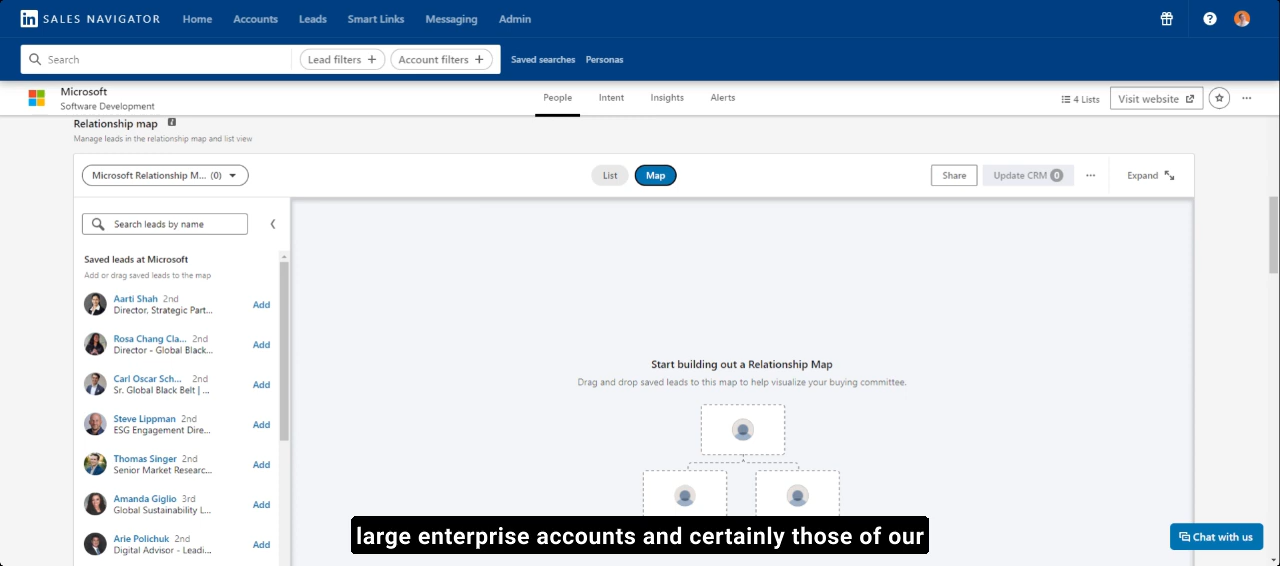 in SALES NAVIGATOR Home Accounts Leads Smart Links Messaging Admin
Search Lead filters + Account filters + Saved searches Personas
Microsoft
Software Development
People Intent Insights Alerts
4 Lists Visit website
Relationship map
Manage leads in the relationship map and list view
Microsoft Relationship M... (0) List Map Share Update CRM 0 ... Expand
Search leads by name
Saved leads at Microsoft
Add or drag saved leads to the map
Aarti Shah 2nd
Director, Strategic Part...
Add
Rosa Chang Cla... 2nd
Director - Global Black...
Add
Carl Oscar Sch... 2nd
Sr. Global Black Belt | ...
Add
Steve Lippman 2nd
ESG Engagement Dire...
Add
Thomas Singer 2nd
Senior Market Researc...
Add
Amanda Giglio 3rd
Global Sustainability L...
Add
Arie Polichuk 2nd
Digital Advisor - Leadi...
Add
Start building out a Relationship Map
Drag and drop saved leads to this map to help visualize your buying committee.
large enterprise accounts and certainly those of our
Chat with us